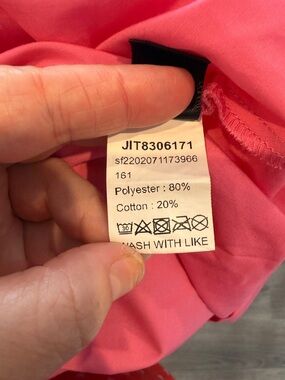 JIT8306171
sf2202071173966
161
Polyester : 80%
Cotton : 20%
WASH WITH LIKE